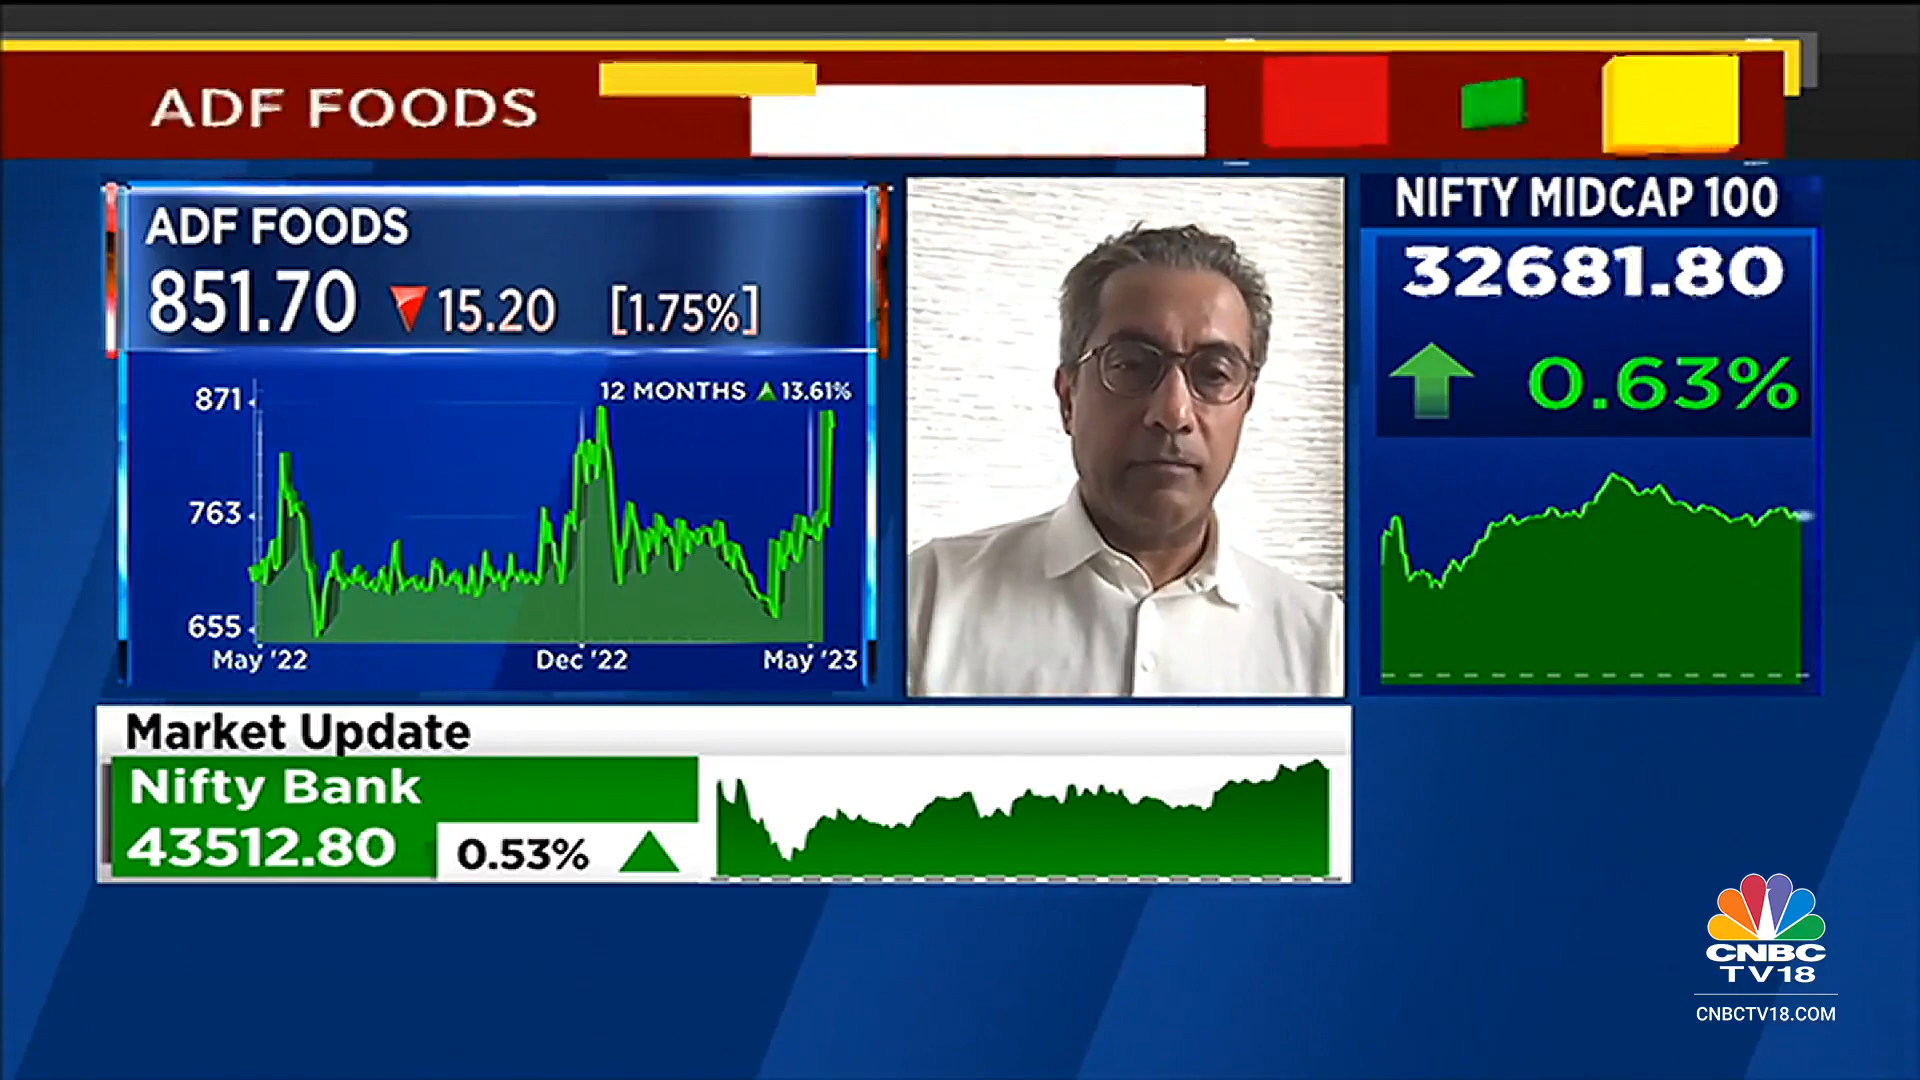 ADF FOODS
ADF FOODS
851.70 15.20 [1.75%]
12 MONTHS 13.61%
871
763
655
May '22 Dec '22 May '23
NIFTY MIDCAP 100
32681.80
0.63%
Market Update
Nifty Bank
43512.80 0.53%
CNBC
TV18
CNBCTV18.COM